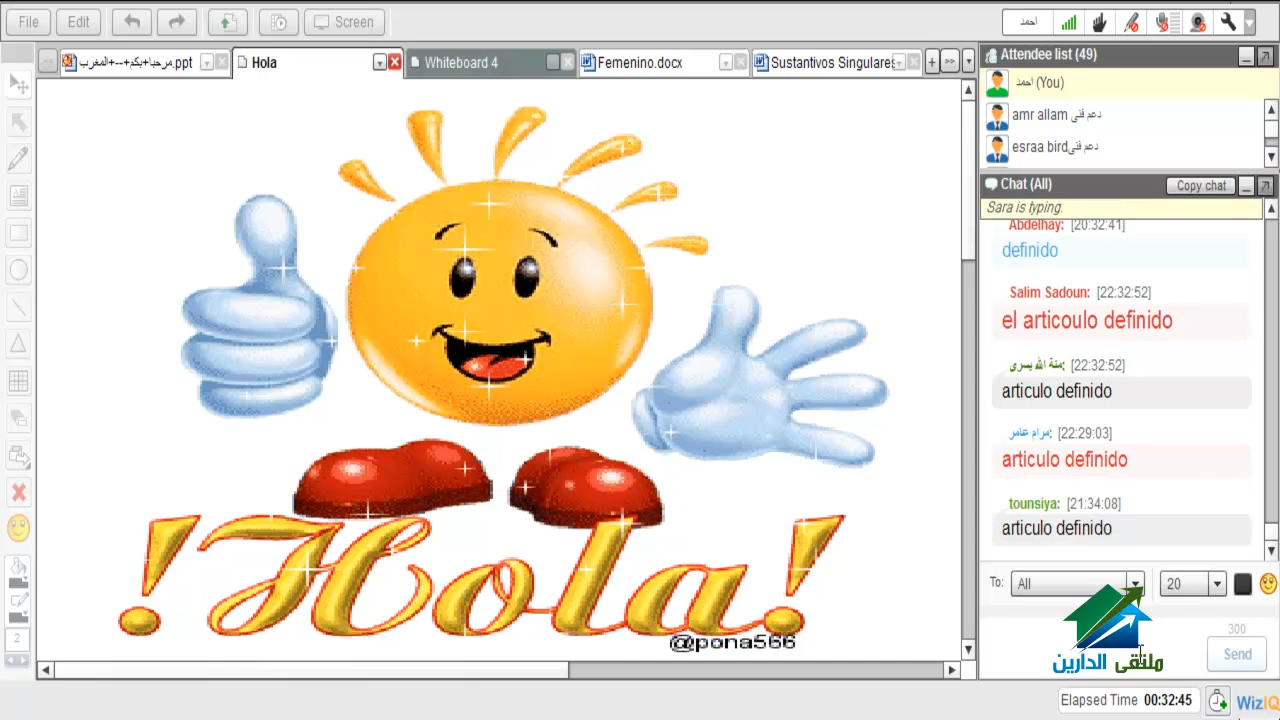 File
Edit
Screen
احمد
مرحبا+بكم+--+المغرب.ppt
Hola
Whiteboard 4
Femenino.docx
Sustantivos Singulares
Attendee list (49)
احمد (You)
amr allam دعم فنى
esraa bird دعم فنى
Chat (All)
Copy chat
Sara is typing.
Abdelhay: [20:32:41]
definido
Salim Sadoun: [22:32:52]
el articoulo definido
منة الله يسرى: [22:32:52]
articulo definido
مرام عامر: [22:29:03]
articulo definido
tounsiya: [21:34:08]
articulo definido
To: All
20
300
Send
ملتقى الدارين
!Hola!
@pona566
2
Elapsed Time 00:32:45
WizIQ